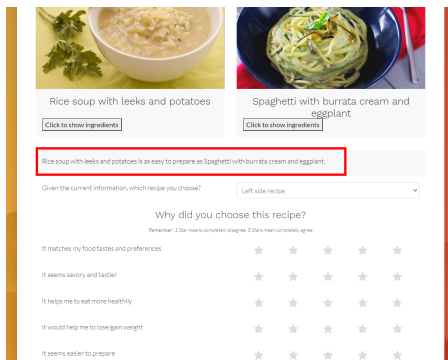 Rice soup with leeks and potatoes
Click to show ingredients
Spaghetti with burrata cream and
eggplant
Click to show ingredients
Rice soup with leeks and potatoes is as easy to prepare as Spaghetti with burrata cream and eggplant.
Given the current information, which recipe you choose?
Left side recipe
Why did you choose this recipe?
Remember: 1 Star means completely disagree. 5 Stars mean completely agree
It matches my food tastes and preferences
It seems savory and tastier
It helps me to eat more healthily
It would help me to lose/gain weight
It seems easier to prepare